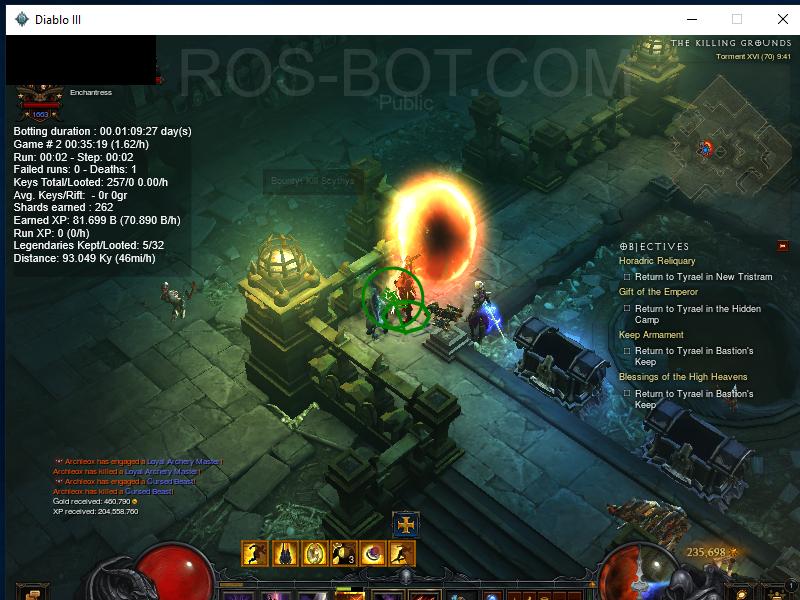 Diablo III
ROS-BOT.COM
Public
THE KILLING GROUNDS
Torment XVI (70) 9:41
Enchantress
1663
Botting duration : 00.01:09:27 day(s)
Game # 2 00:35:19 (1.62/h)
Run: 00:02 - Step: 00:02
Failed runs: 0 - Deaths: 1
Keys Total/Looted: 257/0 0.00/h
Avg. Keys/Rift: - 0r 0gr
Shards earned : 262
Earned XP: 81.699 B (70.890 B/h)
Run XP: 0 (0/h)
Legendaries Kept/Looted: 5/32
Distance: 93.049 Ky (46mi/h)
Bounty: Kill Scythys
OBJECTIVES
Horadric Reliquary
Return to Tyrael in New Tristram
Gift of the Emperor
Return to Tyrael in the Hidden
Camp
Keep Armament
Return to Tyrael in Bastion's
Keep
Blessings of the High Heavens
Return to Tyrael in Bastion's
Keep
Archleox has engaged a Loyal Archery Master!
Archleox has killed a Loyal Archery Master!
Archleox has engaged a Cursed Beast!
Archleox has killed a Cursed Beast!
Gold received: 460,790
XP received: 204,558,760
3
235,698
1